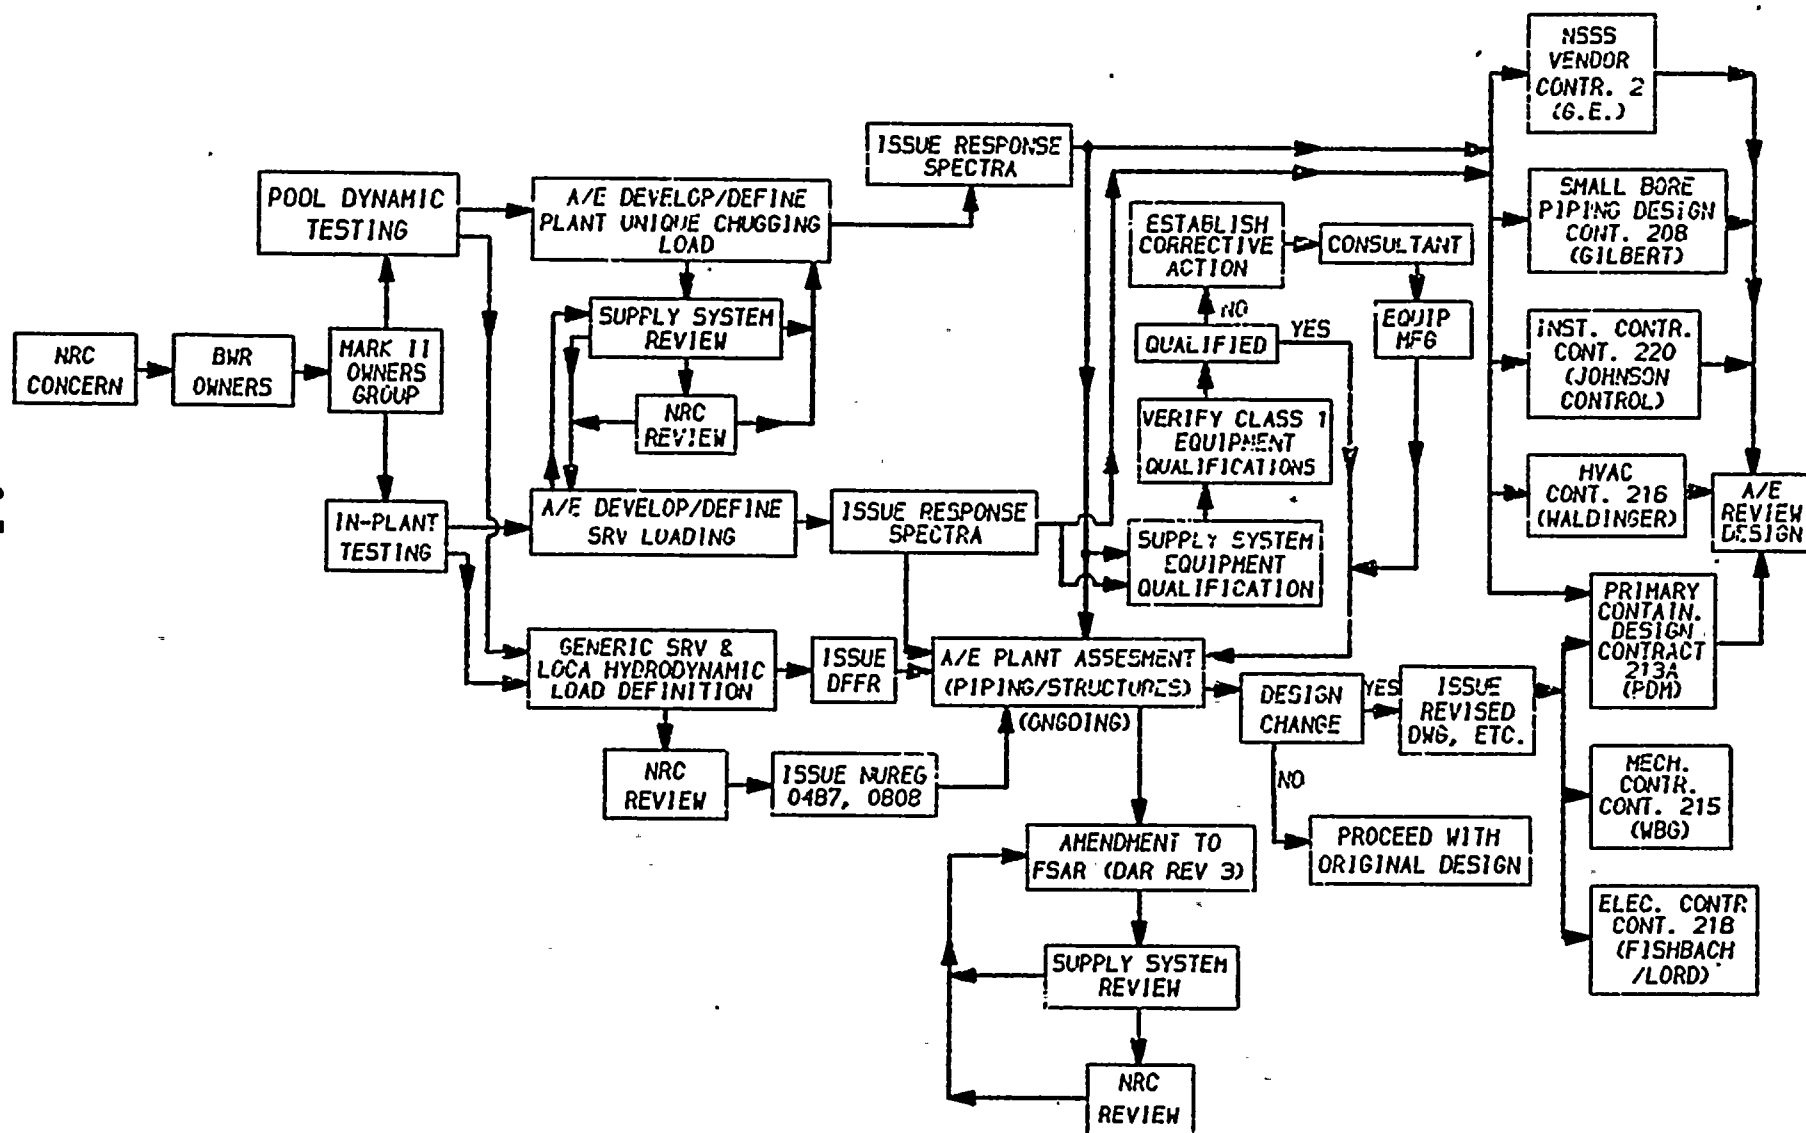 NRC
CONCERN
BWR
OWNERS
MARK II
OWNERS
GROUP
POOL DYNAMIC
TESTING
IN-PLANT
TESTING
A/E DEVELOP/DEFINE
PLANT UNIQUE CHUGGING
LOAD
SUPPLY SYSTEM
REVIEW
NRC
REVIEW
A/E DEVELOP/DEFINE
SRV LOADING
GENERIC SRV &
LOCA HYDRODYNAMIC
LOAD DEFINITION
NRC
REVIEW
ISSUE NUREG
0487, 0808
ISSUE
DFFR
ISSUE RESPONSE
SPECTRA
ISSUE RESPONSE
SPECTRA
A/E PLANT ASSESMENT
(PIPING/STRUCTURES)
(ONGOING)
AMENDMENT TO
FSAR (DAR REV 3)
SUPPLY SYSTEM
REVIEW
NRC
REVIEW
ESTABLISH
CORRECTIVE
ACTION
NO
QUALIFIED
YES
VERIFY CLASS 1
EQUIPMENT
QUALIFICATIONS
SUPPLY SYSTEM
EQUIPMENT
QUALIFICATION
CONSULTANT
EQUIP
MFG
DESIGN
CHANGE
YES
NO
ISSUE
REVISED
DWG, ETC.
PROCEED WITH
ORIGINAL DESIGN
NSSS
VENDOR
CONTR. 2
(G.E.)
SMALL BORE
PIPING DESIGN
CONT. 208
(GILBERT)
INST. CONTR.
CONT. 220
(JOHNSON
CONTROL)
HVAC
CONT. 216
(WALDINGER)
A/E
REVIEW
DESIGN
PRIMARY
CONTAIN.
DESIGN
CONTRACT
213A
(PDM)
MECH.
CONTR.
CONT. 215
(WBG)
ELEC. CONTR
CONT. 218
(FISHBACH
/LORD)